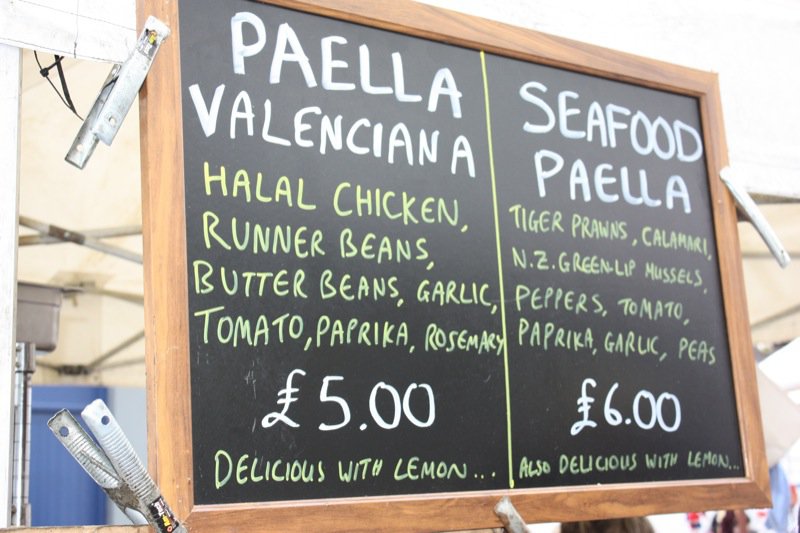 PAELLA
VALENCIANA
HALAL CHICKEN,
RUNNER BEANS,
BUTTER BEANS, GARLIC,
TOMATO, PAPRIKA, ROSEMARY
£5.00
DELICIOUS WITH LEMON...
SEAFOOD
PAELLA
TIGER PRAWNS, CALAMARI,
N.Z. GREEN-LIP MUSSELS,
PEPPERS, TOMATO,
PAPRIKA, GARLIC, PEAS
£6.00
ALSO DELICIOUS WITH LEMON...